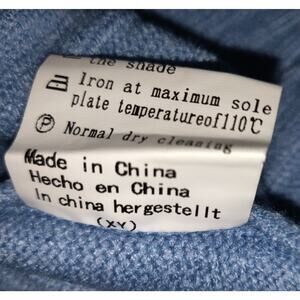 the shade
Iron at maximum sole
plate temperatureof110℃
P Normal dry cleaning
Made in China
Hecho en China
In china hergestellt
(XY)